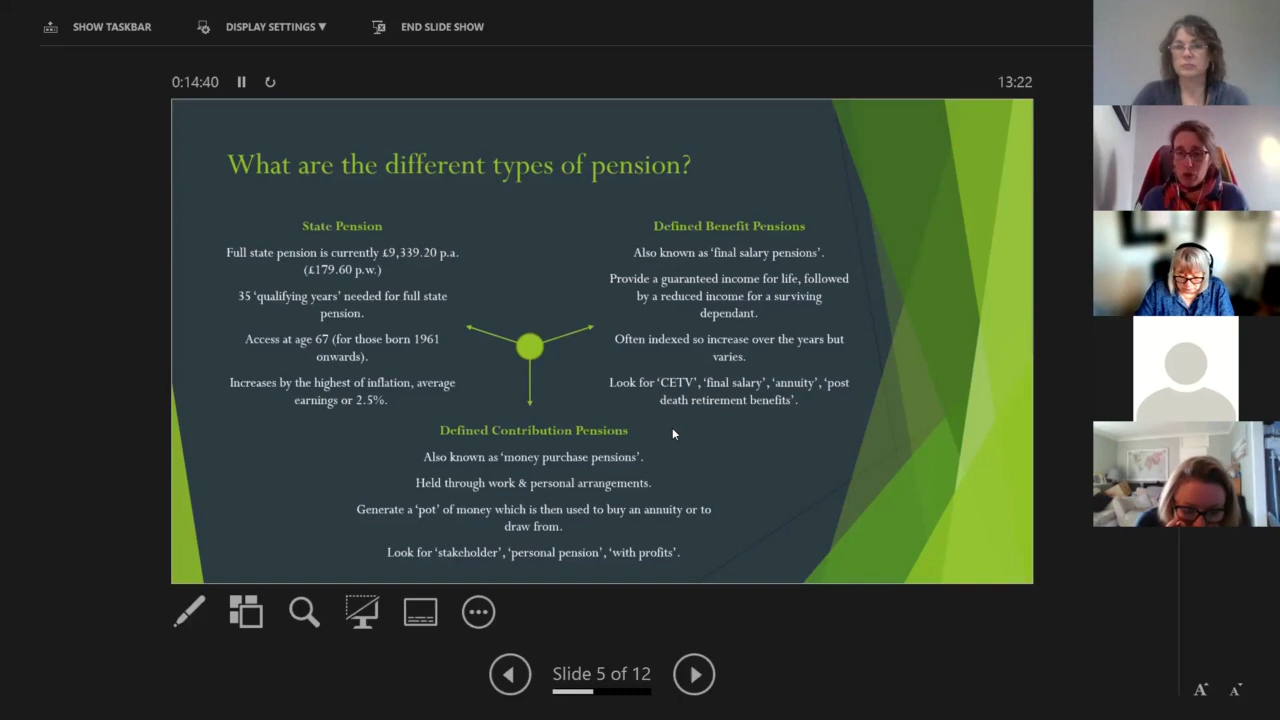 SHOW TASKBAR
DISPLAY SETTINGS ▼
END SLIDE SHOW
0:14:40
13:22
What are the different types of pension?
State Pension
Full state pension is currently £9,339.20 p.a.
(£179.60 p.w.)
35 ‘qualifying years’ needed for full state
pension.
Access at age 67 (for those born 1961
onwards).
Increases by the highest of inflation, average
earnings or 2.5%.
Defined Benefit Pensions
Also known as ‘final salary pensions’.
Provide a guaranteed income for life, followed
by a reduced income for a surviving
dependant.
Often indexed so increase over the years but
varies.
Look for ‘CETV’, ‘final salary’, ‘annuity’, ‘post
death retirement benefits’.
Defined Contribution Pensions
Also known as ‘money purchase pensions’.
Held through work & personal arrangements.
Generate a ‘pot’ of money which is then used to buy an annuity or to
draw from.
Look for ‘stakeholder’, ‘personal pension’, ‘with profits’.
Slide 5 of 12
A A